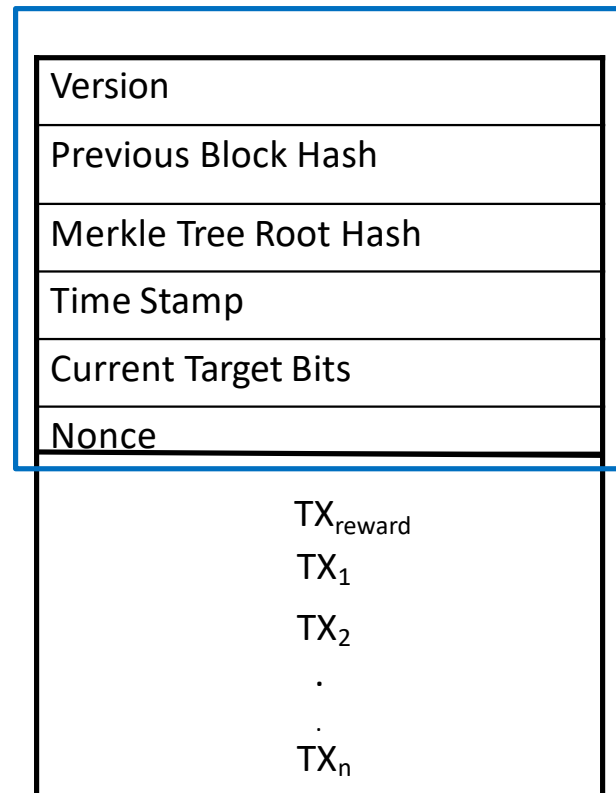 Version
Previous Block Hash
Merkle Tree Root Hash
Time Stamp
Current Target Bits
Nonce
TXreward
TX1
TX2
.
.
TXn